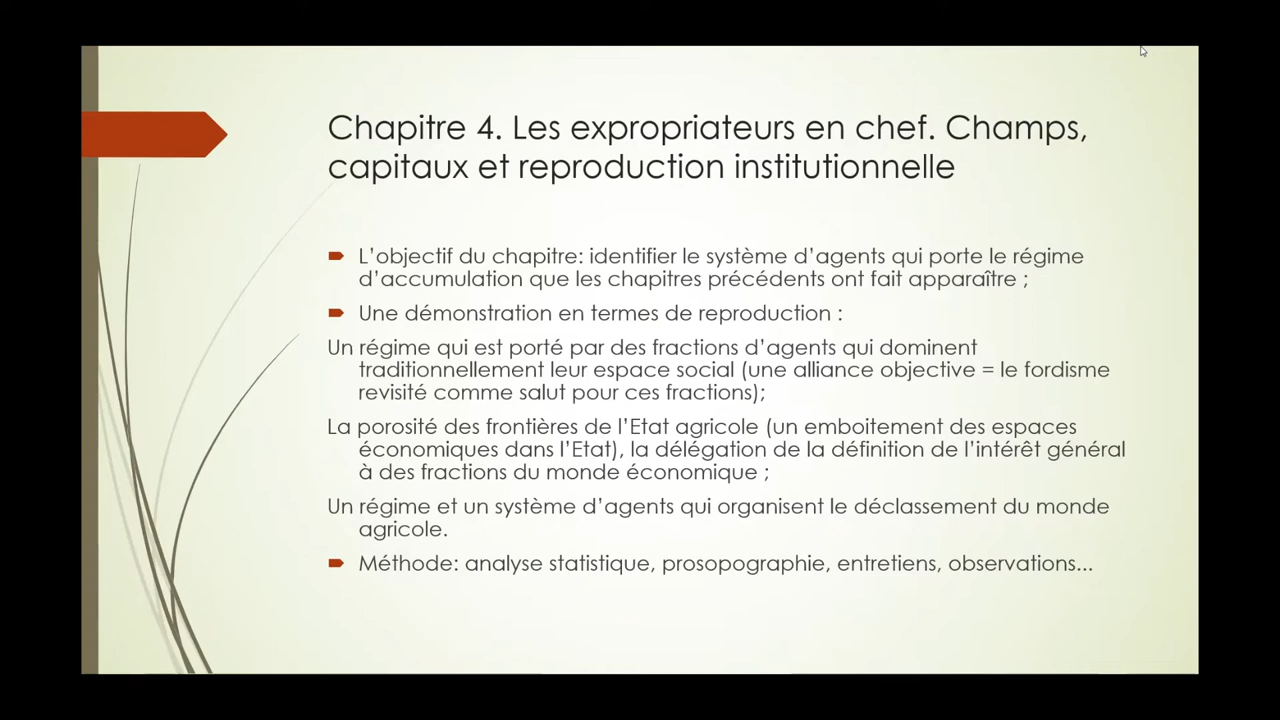 Chapitre 4. Les expropriateurs en chef. Champs,
capitaux et reproduction institutionnelle
L'objectif du chapitre: identifier le système d'agents qui porte le régime
d'accumulation que les chapitres précédents ont fait apparaître ;
Une démonstration en termes de reproduction :
Un régime qui est porté par des fractions d'agents qui dominent
traditionnellement leur espace social (une alliance objective = le fordisme
revisité comme salut pour ces fractions);
La porosité des frontières de l'Etat agricole (un emboitement des espaces
économiques dans l'Etat), la délégation de la définition de l'intérêt général
à des fractions du monde économique ;
Un régime et un système d'agents qui organisent le déclassement du monde
agricole.
Méthode: analyse statistique, prosopographie, entretiens, observations...